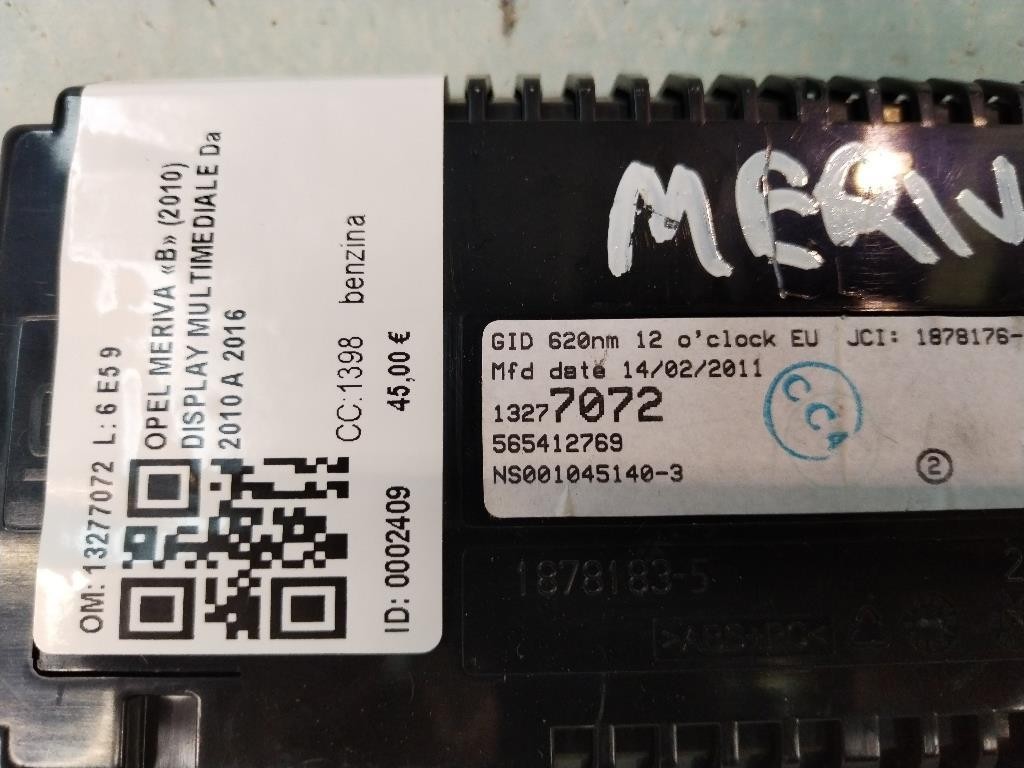 OM: 13277072 L: 6 E5 9
OPEL MERIVA «B» (2010)
DISPLAY MULTIMEDIALE Da
2010 A 2016
CC:1398 benzina
ID: 0002409 45,00 €
MERIV
GID 620nm 12 o'clock EU JCI: 1878176-
Mfd date 14/02/2011
13277072
565412769
NS001045140-3
CCA
2
1878183-5
>ABS+PC<